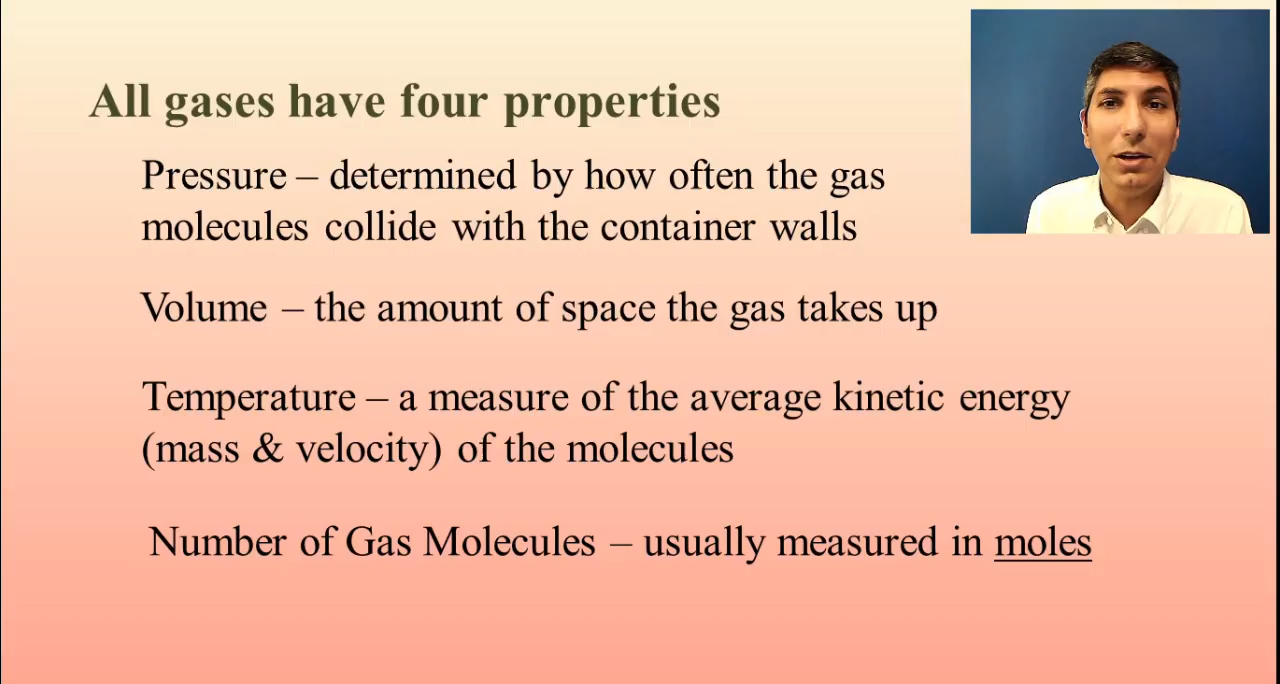 All gases have four properties
Pressure – determined by how often the gas
molecules collide with the container walls
Volume – the amount of space the gas takes up
Temperature – a measure of the average kinetic energy
(mass & velocity) of the molecules
Number of Gas Molecules – usually measured in moles